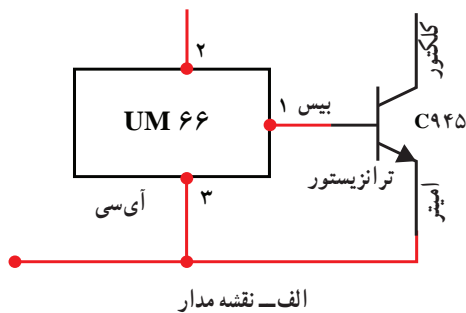 ۲
کلکتور
UM ۶۶
۱
بیس
C۹۴۵
ترانزیستور
۳
آی‌سی
امیتر
الف ــ نقشه مدار